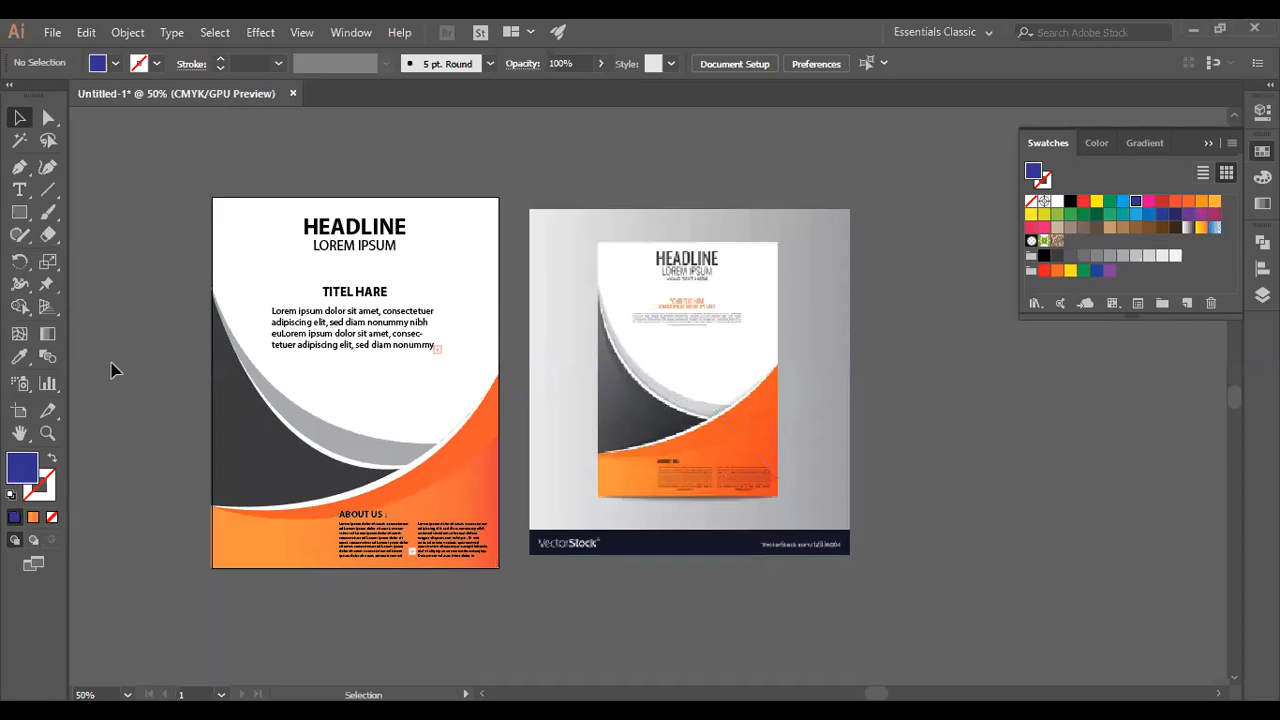 Ai File Edit Object Type Select Effect View Window Help Br St Essentials Classic Search Adobe Stock
No Selection Stroke: 5 pt. Round Opacity: 100% Style: Document Setup Preferences
Untitled-1* @ 50% (CMYK/GPU Preview)
Swatches Color Gradient
HEADLINE
LOREM IPSUM
TITEL HARE
Lorem ipsum dolor sit amet, consectetuer
adipiscing elit, sed diam nonummy nibh
euLorem ipsum dolor sit amet, consec-
tetuer adipiscing elit, sed diam nonummy
ABOUT US :
HEADLINE
LOREM IPSUM
VectorStock®
50% 1 Selection